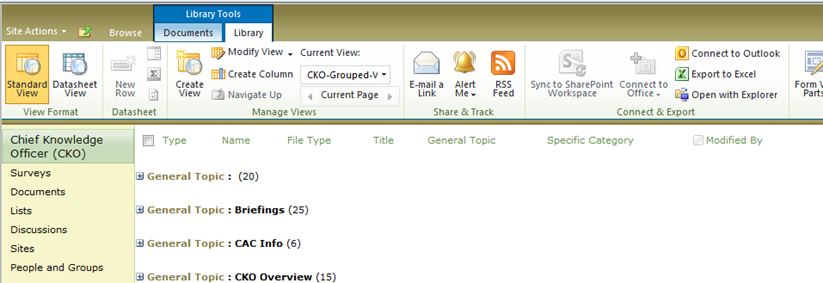 Library Tools
Site Actions Browse Documents Library
Standard View
Datasheet View
View Format
New Row
Datasheet
Create View
Modify View
Create Column
Navigate Up
Current View:
CKO-Grouped-V
Current Page
Manage Views
E-mail a Link
Alert Me
RSS Feed
Share & Track
Sync to SharePoint Workspace
Connect to Office
Connect to Outlook
Export to Excel
Open with Explorer
Connect & Export
Form W
Parts
Chief Knowledge
Officer (CKO)
Surveys
Documents
Lists
Discussions
Sites
People and Groups
Type Name File Type Title General Topic Specific Category Modified By
General Topic : (20)
General Topic : Briefings (25)
General Topic : CAC Info (6)
General Topic : CKO Overview (15)